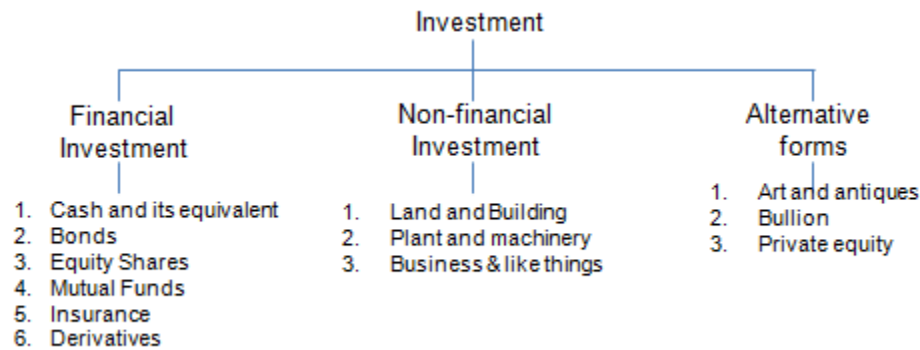 Investment
Financial
Investment
1. Cash and its equivalent
2. Bonds
3. Equity Shares
4. Mutual Funds
5. Insurance
6. Derivatives
Non-financial
Investment
1. Land and Building
2. Plant and machinery
3. Business & like things
Alternative
forms
1. Art and antiques
2. Bullion
3. Private equity